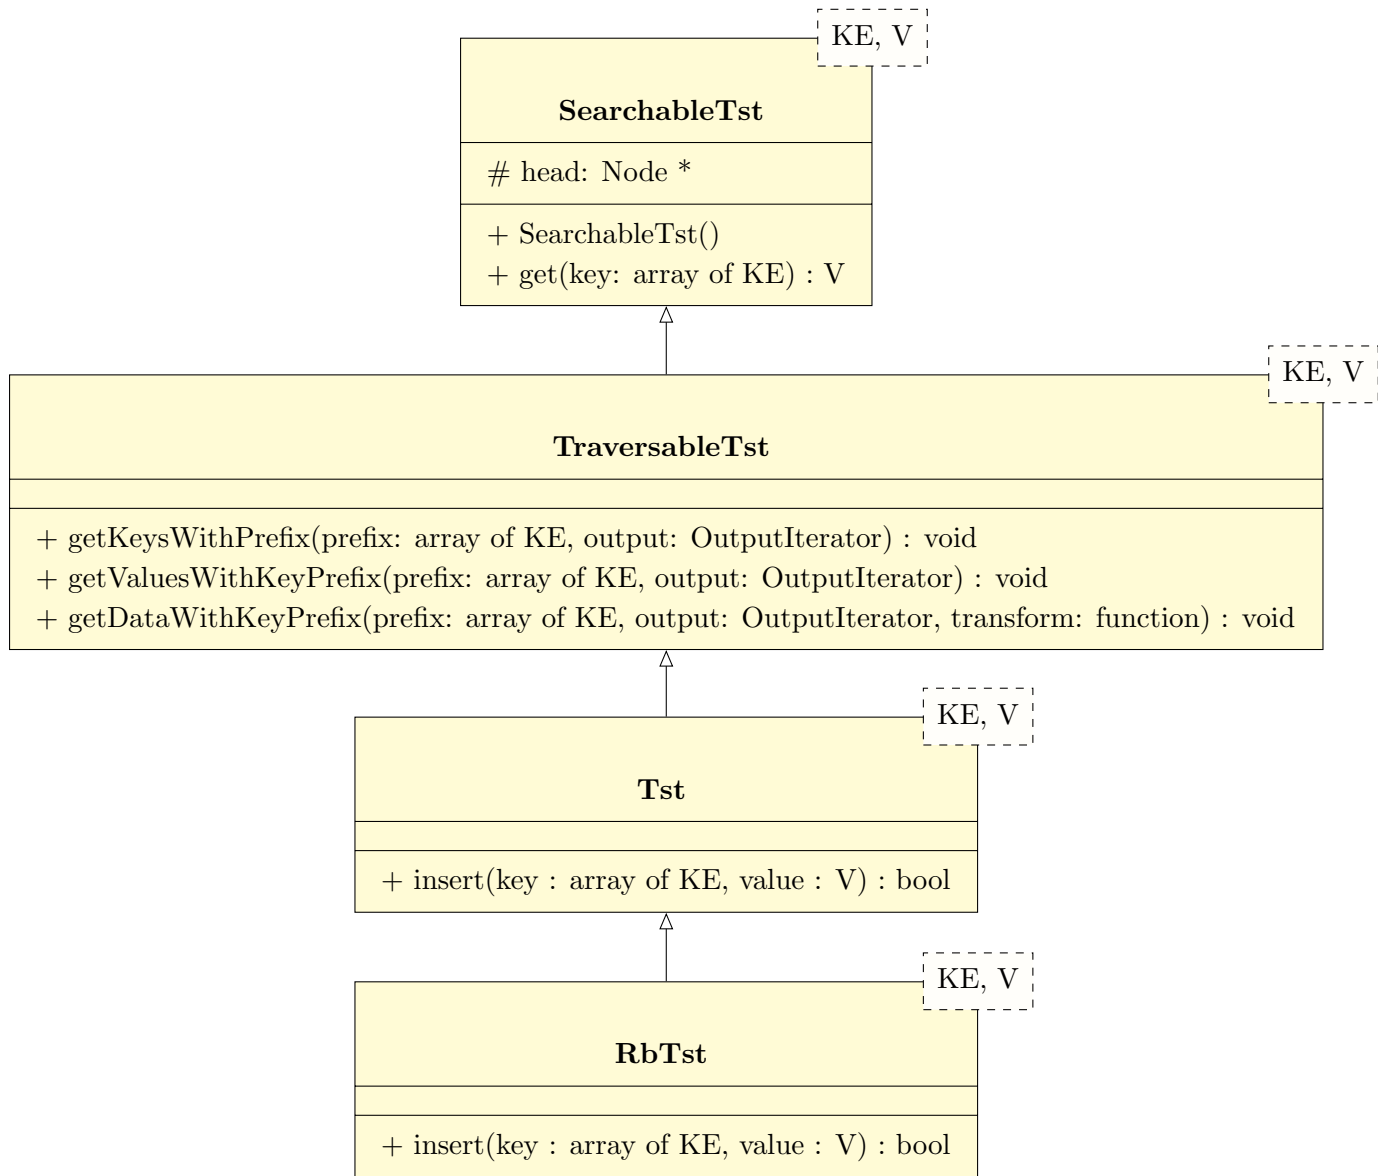 KE, V
SearchableTst
# head: Node *
+ SearchableTst()
+ get(key: array of KE) : V
KE, V
TraversableTst
+ getKeysWithPrefix(prefix: array of KE, output: OutputIterator) : void
+ getValuesWithKeyPrefix(prefix: array of KE, output: OutputIterator) : void
+ getDataWithKeyPrefix(prefix: array of KE, output: OutputIterator, transform: function) : void
KE, V
Tst
+ insert(key : array of KE, value : V) : bool
KE, V
RbTst
+ insert(key : array of KE, value : V) : bool